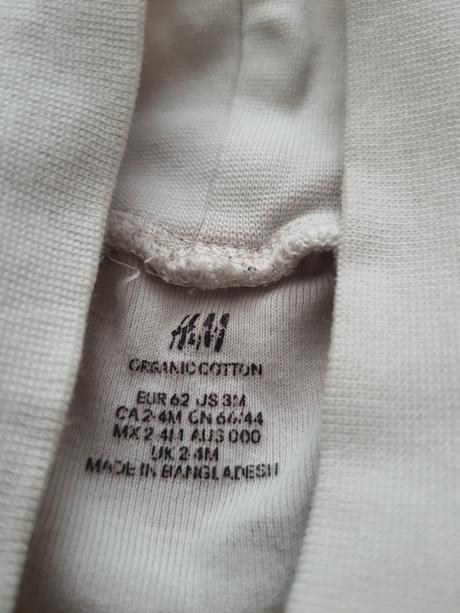 H&M
ORGANIC COTTON
EUR 62 US 3M
CA 2-4M CN 66/44
MX 2-4M AUS 000
UK 2-4M
MADE IN BANGLADESH